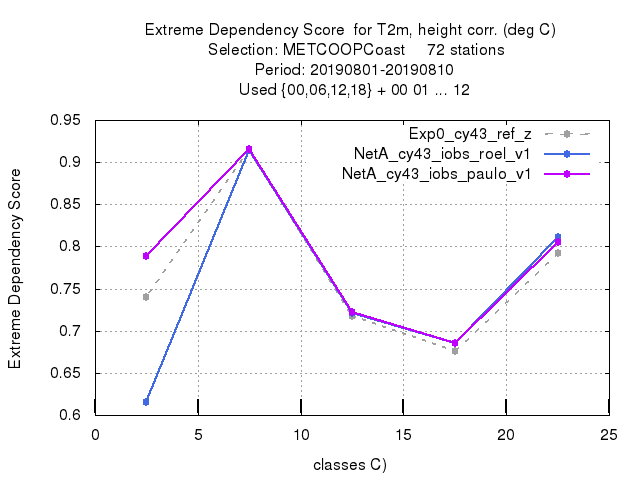 Extreme Dependency Score  for T2m, height corr. (deg C)
Selection: METCOOPCoast     72 stations
Period: 20190801-20190810
Used {00,06,12,18} + 00 01 ... 12
Extreme Dependency Score
0.95
0.9
0.85
0.8
0.75
0.7
0.65
0.6
Exp0_cy43_ref_z
NetA_cy43_iobs_roel_v1
NetA_cy43_iobs_paulo_v1
0 5 10 15 20 25
classes C)